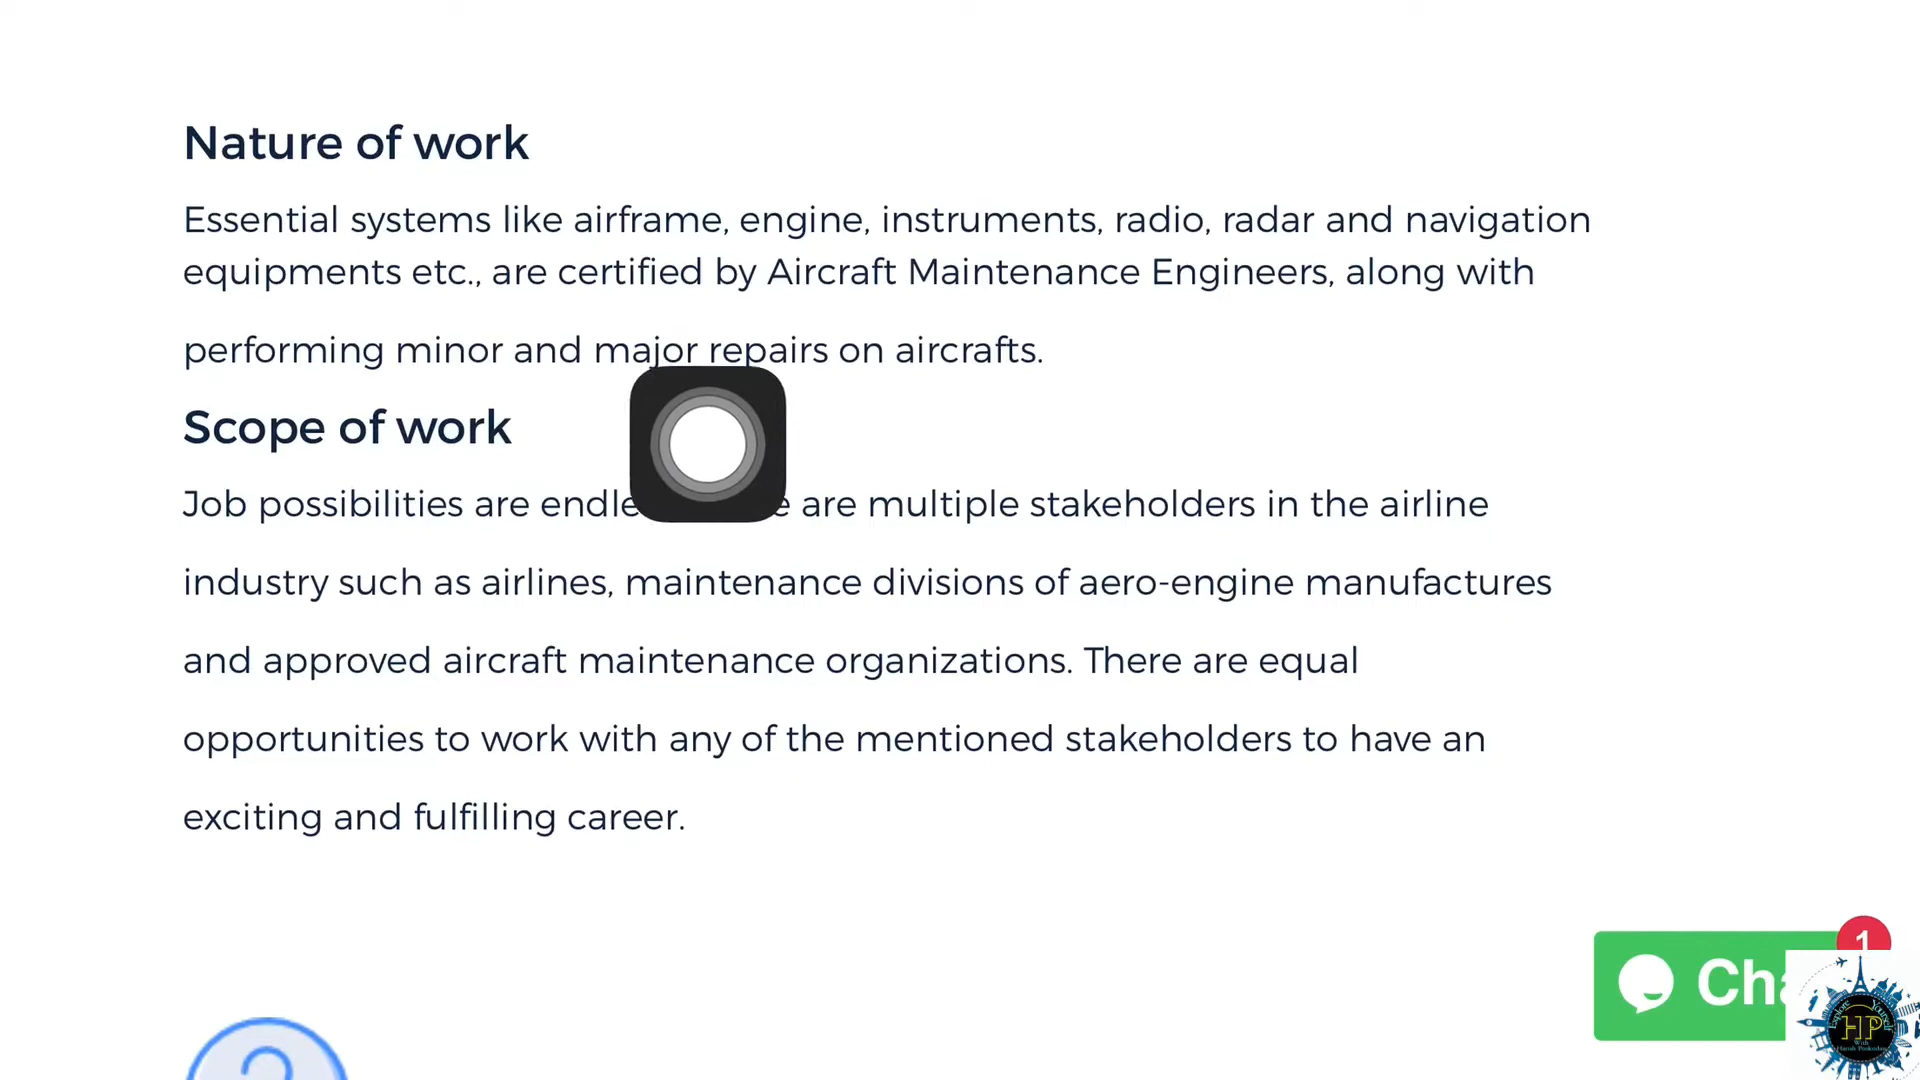 Nature of work
Essential systems like airframe, engine, instruments, radio, radar and navigation
equipments etc., are certified by Aircraft Maintenance Engineers, along with
performing minor and major repairs on aircrafts.
Scope of work
Job possibilities are are multiple stakeholders in the airline
industry such as airlines, maintenance divisions of aero-engine manufactures
and approved aircraft maintenance organizations. There are equal
opportunities to work with any of the mentioned stakeholders to have an
exciting and fulfilling career.
1
HP
With